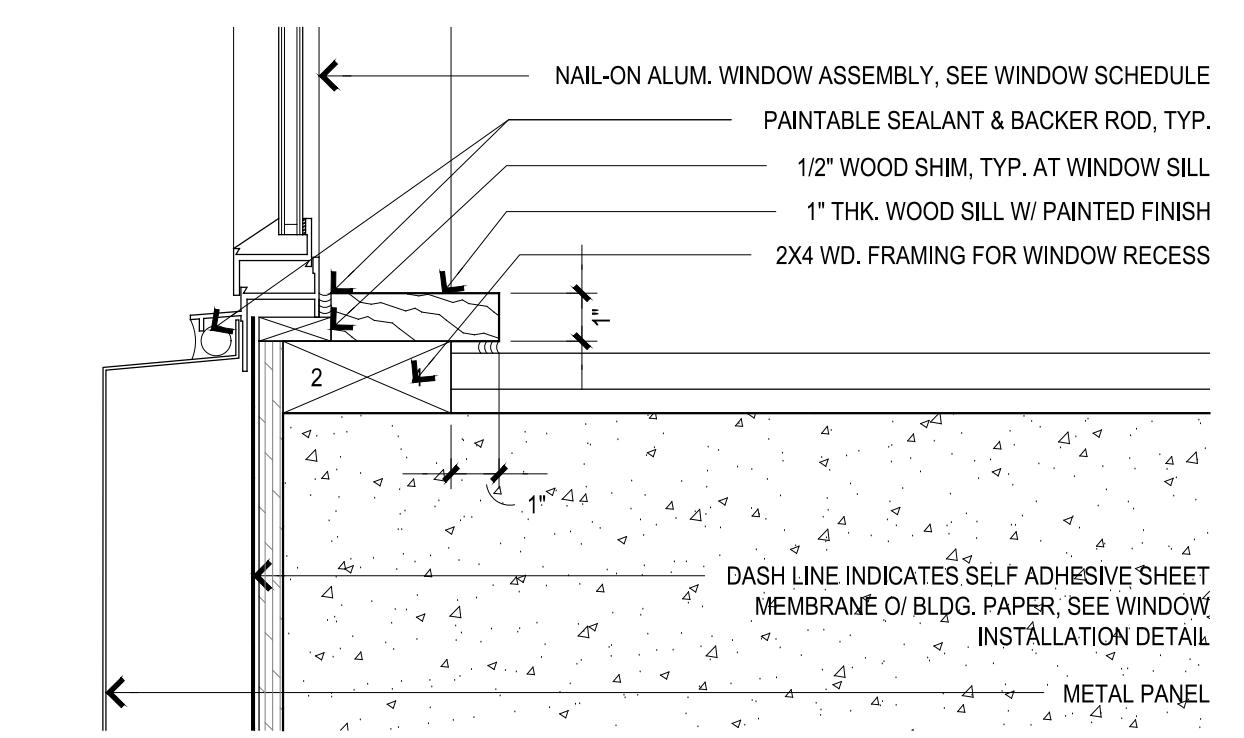 NAIL-ON ALUM. WINDOW ASSEMBLY, SEE WINDOW SCHEDULE
PAINTABLE SEALANT & BACKER ROD, TYP.
1/2" WOOD SHIM, TYP. AT WINDOW SILL
1" THK. WOOD SILL W/ PAINTED FINISH
2X4 WD. FRAMING FOR WINDOW RECESS
1"
2
1"
DASH LINE INDICATES SELF ADHESIVE SHEET
MEMBRANE O/ BLDG. PAPER, SEE WINDOW
INSTALLATION DETAIL
METAL PANEL